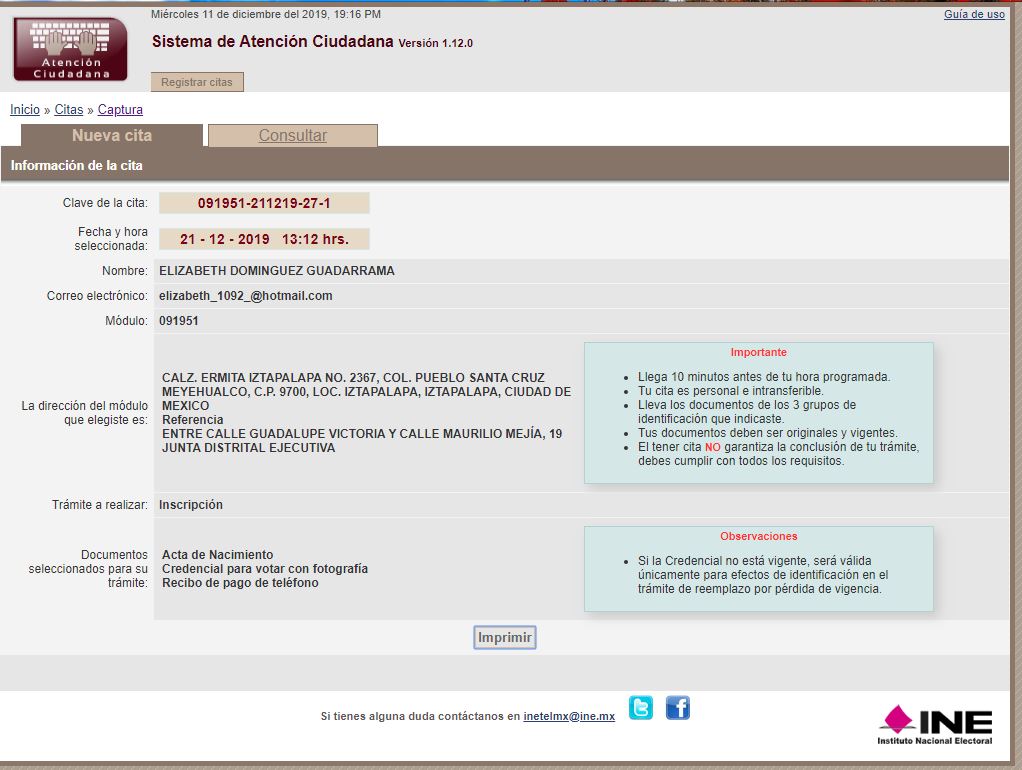 Miércoles 11 de diciembre del 2019, 19:16 PM
Guía de uso
Atención
Ciudadana
Sistema de Atención Ciudadana Versión 1.12.0
Registrar citas
Inicio » Citas » Captura
Nueva cita
Consultar
Información de la cita
Clave de la cita: 091951-211219-27-1
Fecha y hora
seleccionada: 21 - 12 - 2019 13:12 hrs.
Nombre: ELIZABETH DOMINGUEZ GUADARRAMA
Correo electrónico: elizabeth_1092_@hotmail.com
Módulo: 091951
La dirección del módulo
que elegiste es:
CALZ. ERMITA IZTAPALAPA NO. 2367, COL. PUEBLO SANTA CRUZ
MEYEHUALCO, C.P. 9700, LOC. IZTAPALAPA, IZTAPALAPA, CIUDAD DE
MEXICO
Referencia
ENTRE CALLE GUADALUPE VICTORIA Y CALLE MAURILIO MEJÍA, 19
JUNTA DISTRITAL EJECUTIVA
Importante
• Llega 10 minutos antes de tu hora programada.
• Tu cita es personal e intransferible.
• Lleva los documentos de los 3 grupos de
identificación que indicaste.
• Tus documentos deben ser originales y vigentes.
• El tener cita NO garantiza la conclusión de tu trámite,
debes cumplir con todos los requisitos.
Trámite a realizar: Inscripción
Documentos
seleccionados para su
trámite:
Acta de Nacimiento
Credencial para votar con fotografía
Recibo de pago de teléfono
Observaciones
• Si la Credencial no está vigente, será válida
únicamente para efectos de identificación en el
trámite de reemplazo por pérdida de vigencia.
Imprimir
Si tienes alguna duda contáctanos en inetelmx@ine.mx
INE
Instituto Nacional Electoral